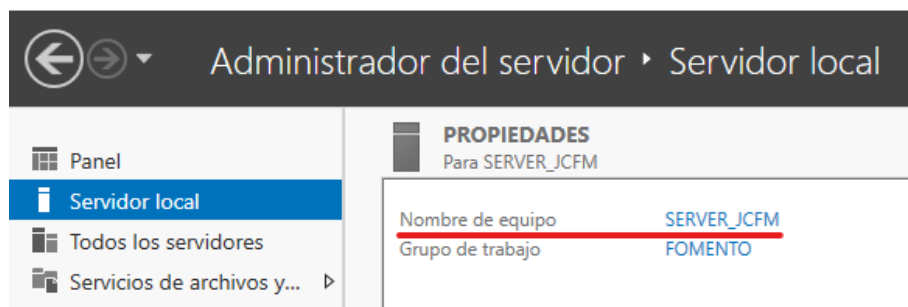 Administrador del servidor ‣ Servidor local
Panel
Servidor local
Todos los servidores
Servicios de archivos y...
PROPIEDADES
Para SERVER_JCFM
Nombre de equipo SERVER_JCFM
Grupo de trabajo FOMENTO